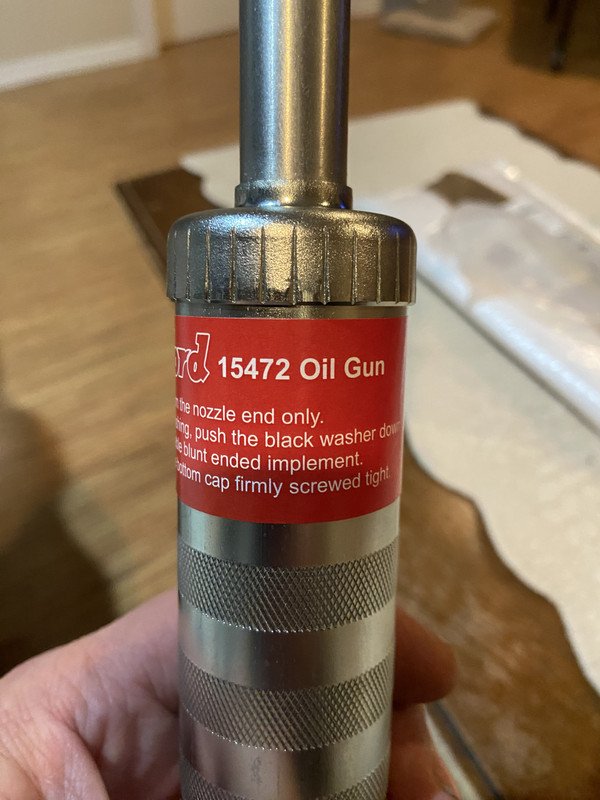 15472 Oil Gun
the nozzle end only.
push the black washer down
blunt ended implement.
bottom cap firmly screwed tight.